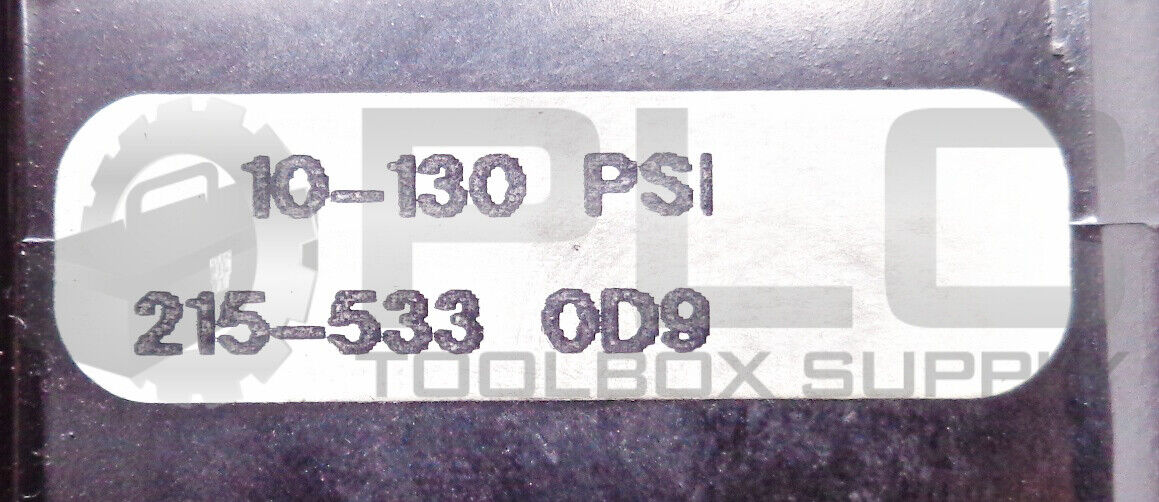 10-130 PSI
215-533 0D9
PLC
TOOLBOX SUPPLY